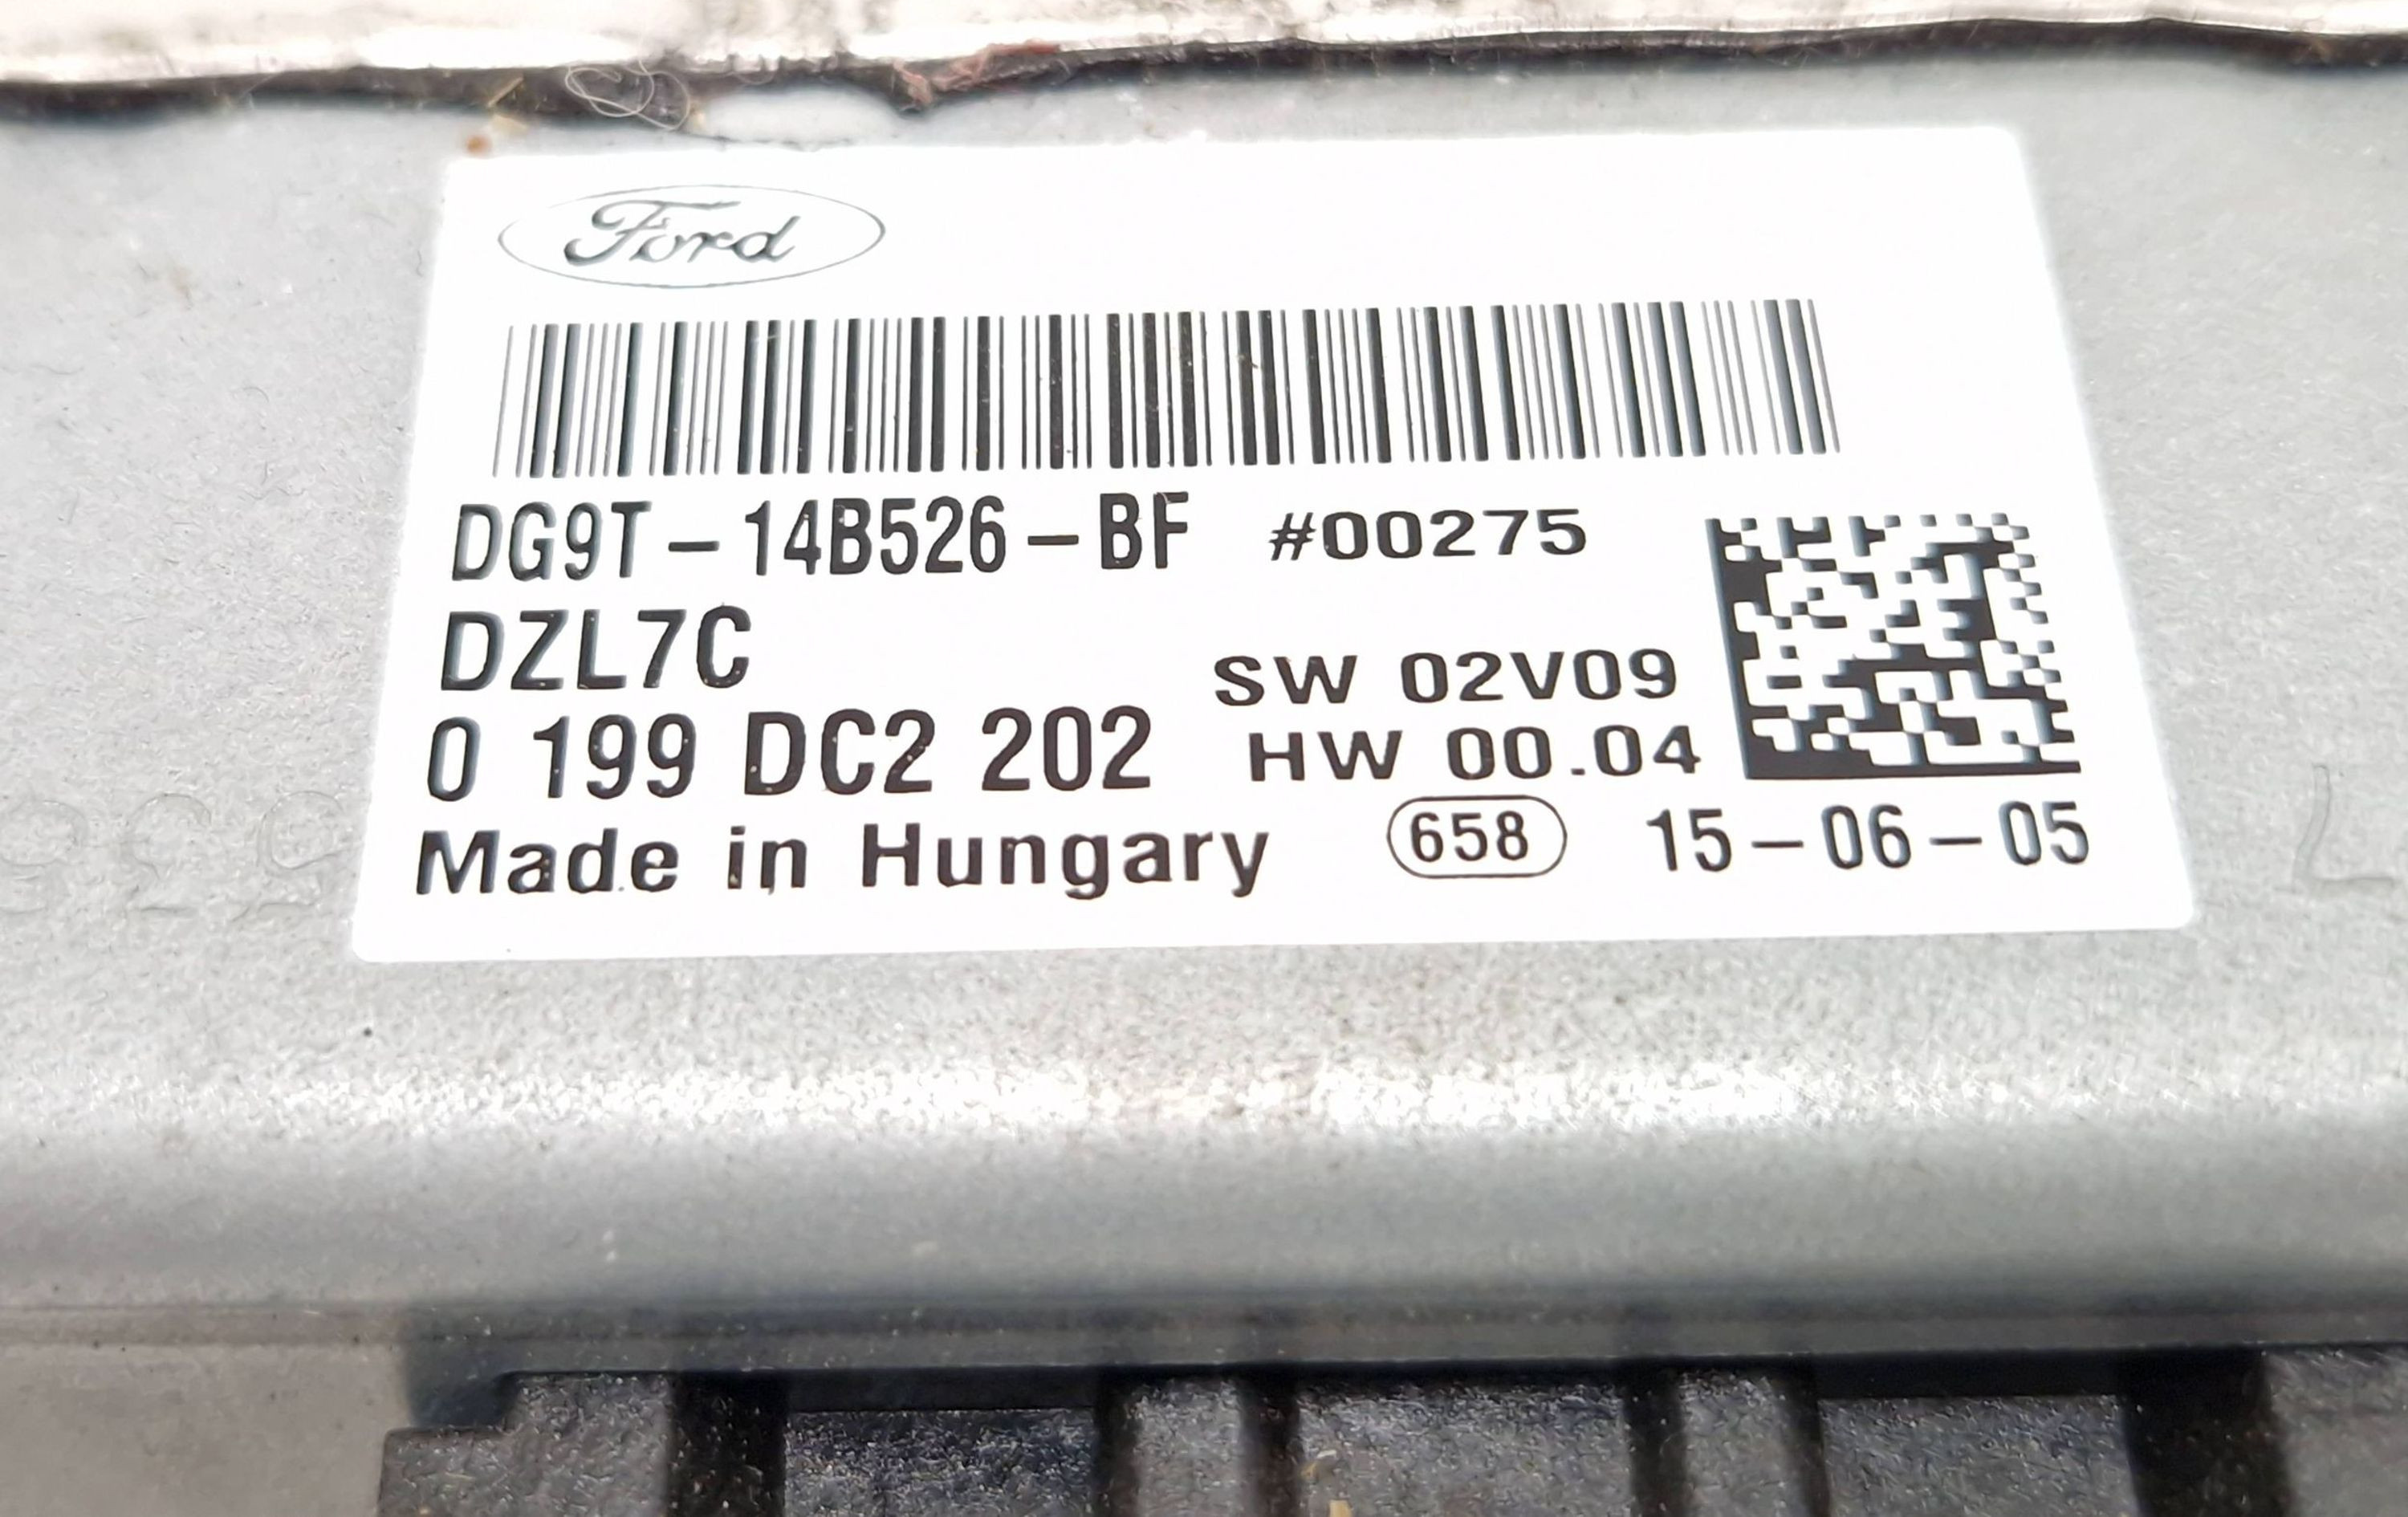 Ford
DG9T-14B526-BF #00275
DZL7C
SW 02V09
0 199 DC2 202
HW 00.04
Made in Hungary 658 15-06-05